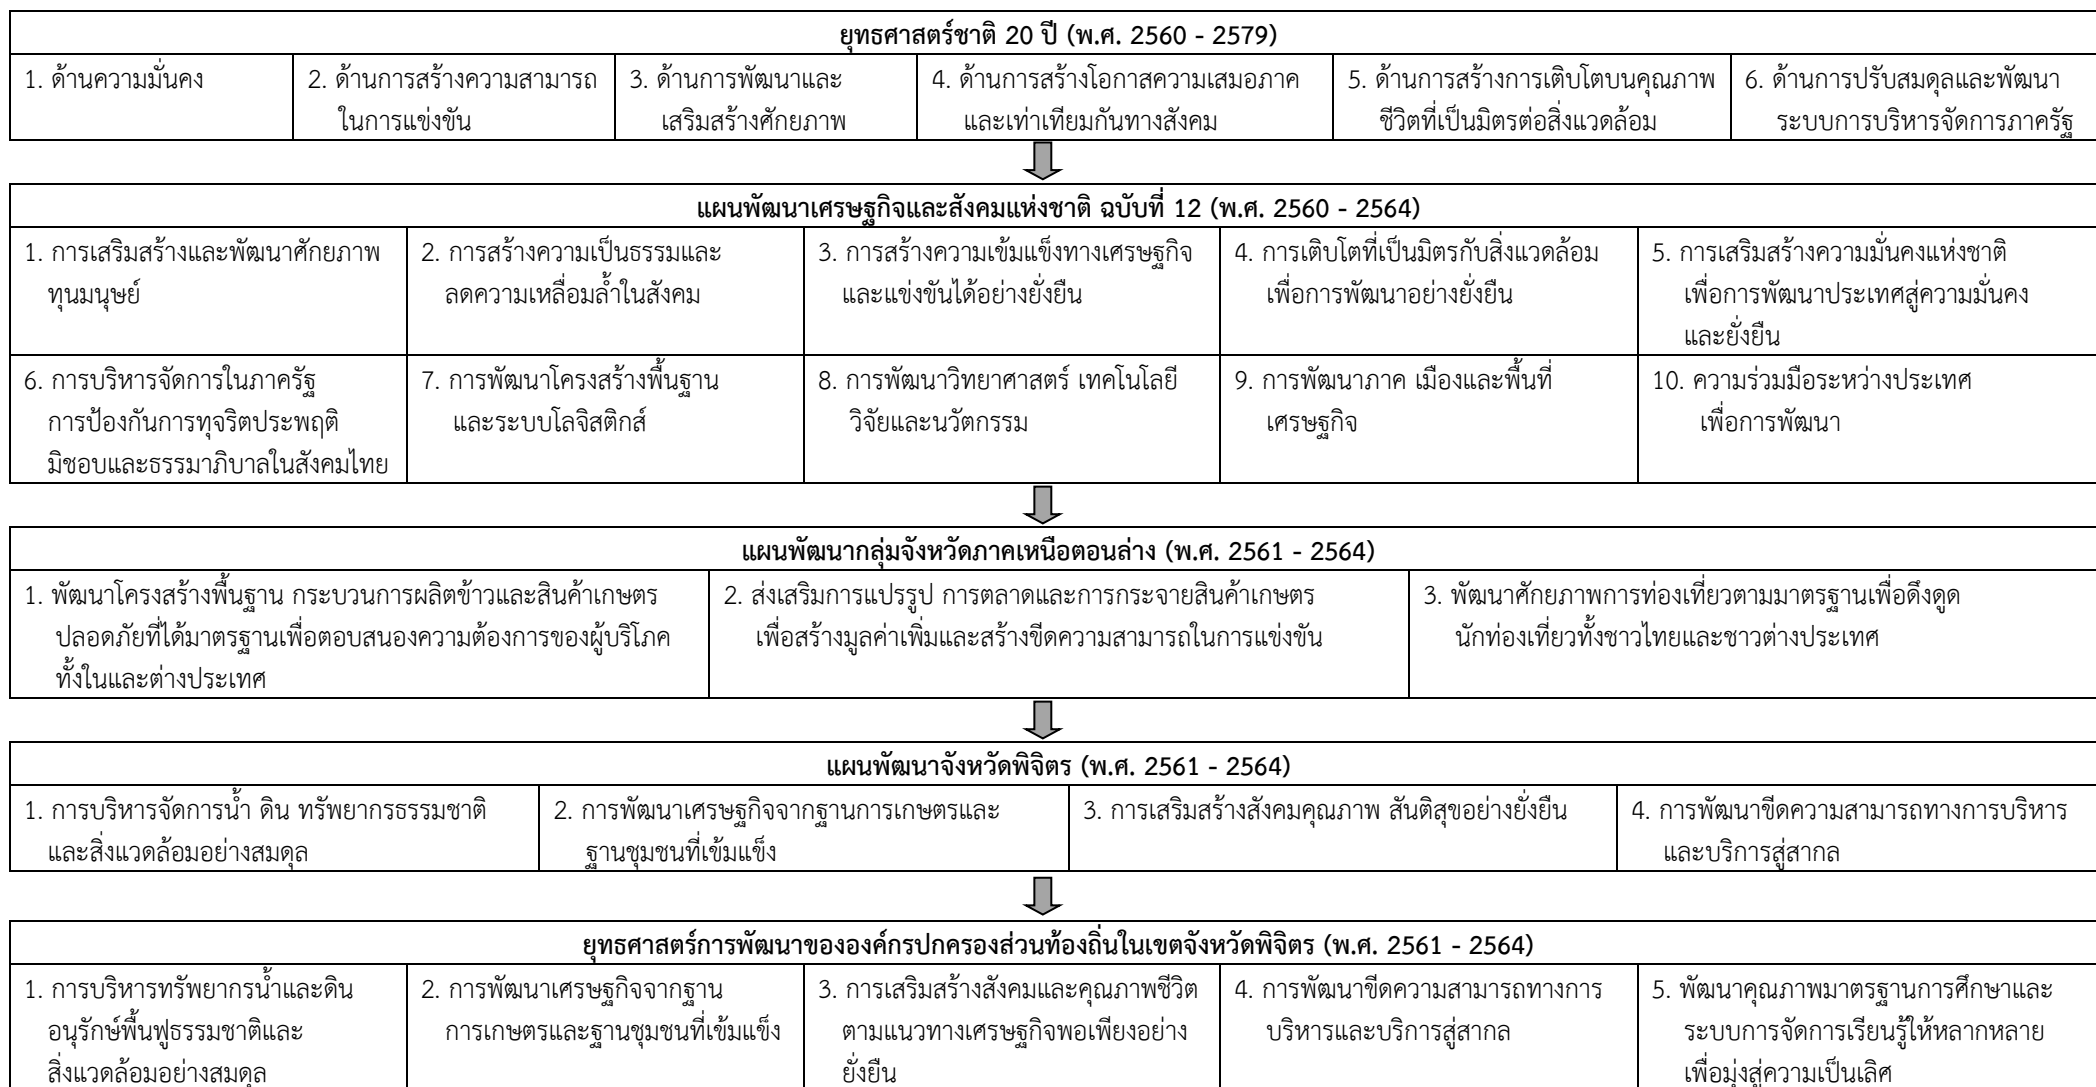 ยุทธศาสตร์ชาติ 20 ปี (พ.ศ. 2560 - 2579)
1. ด้านความมั่นคง
2. ด้านการสร้างความสามารถ
ในการแข่งขัน
3. ด้านการพัฒนาและ
เสริมสร้างศักยภาพ
4. ด้านการสร้างโอกาสความเสมอภาค
และเท่าเทียมกันทางสังคม
5. ด้านการสร้างการเติบโตบนคุณภาพ
ชีวิตที่เป็นมิตรต่อสิ่งแวดล้อม
6. ด้านการปรับสมดุลและพัฒนา
ระบบการบริหารจัดการภาครัฐ
แผนพัฒนาเศรษฐกิจและสังคมแห่งชาติ ฉบับที่ 12 (พ.ศ. 2560 - 2564)
1. การเสริมสร้างและพัฒนาศักยภาพ
ทุนมนุษย์
2. การสร้างความเป็นธรรมและ
ลดความเหลื่อมล้ำในสังคม
3. การสร้างความเข้มแข็งทางเศรษฐกิจ
และแข่งขันได้อย่างยั่งยืน
4. การเติบโตที่เป็นมิตรกับสิ่งแวดล้อม
เพื่อการพัฒนาอย่างยั่งยืน
5. การเสริมสร้างความมั่นคงแห่งชาติ
เพื่อการพัฒนาประเทศสู่ความมั่นคง
และยั่งยืน
6. การบริหารจัดการในภาครัฐ
การป้องกันการทุจริตประพฤติ
มิชอบและธรรมาภิบาลในสังคมไทย
7. การพัฒนาโครงสร้างพื้นฐาน
และระบบโลจิสติกส์
8. การพัฒนาวิทยาศาสตร์ เทคโนโลยี
วิจัยและนวัตกรรม
9. การพัฒนาภาค เมืองและพื้นที่
เศรษฐกิจ
10. ความร่วมมือระหว่างประเทศ
เพื่อการพัฒนา
แผนพัฒนากลุ่มจังหวัดภาคเหนือตอนล่าง (พ.ศ. 2561 - 2564)
1. พัฒนาโครงสร้างพื้นฐาน กระบวนการผลิตข้าวและสินค้าเกษตร
ปลอดภัยที่ได้มาตรฐานเพื่อตอบสนองความต้องการของผู้บริโภค
ทั้งในและต่างประเทศ
2. ส่งเสริมการแปรรูป การตลาดและการกระจายสินค้าเกษตร
เพื่อสร้างมูลค่าเพิ่มและสร้างขีดความสามารถในการแข่งขัน
3. พัฒนาศักยภาพการท่องเที่ยวตามมาตรฐานเพื่อดึงดูด
นักท่องเที่ยวทั้งชาวไทยและชาวต่างประเทศ
แผนพัฒนาจังหวัดพิจิตร (พ.ศ. 2561 - 2564)
1. การบริหารจัดการน้ำ ดิน ทรัพยากรธรรมชาติ
และสิ่งแวดล้อมอย่างสมดุล
2. การพัฒนาเศรษฐกิจจากฐานการเกษตรและ
ฐานชุมชนที่เข้มแข็ง
3. การเสริมสร้างสังคมคุณภาพ สันติสุขอย่างยั่งยืน
4. การพัฒนาขีดความสามารถทางการบริหาร
และบริการสู่สากล
ยุทธศาสตร์การพัฒนาขององค์กรปกครองส่วนท้องถิ่นในเขตจังหวัดพิจิตร (พ.ศ. 2561 - 2564)
1. การบริหารทรัพยากรน้ำและดิน
อนุรักษ์พื้นฟูธรรมชาติและ
สิ่งแวดล้อมอย่างสมดุล
2. การพัฒนาเศรษฐกิจจากฐาน
การเกษตรและฐานชุมชนที่เข้มแข็ง
3. การเสริมสร้างสังคมและคุณภาพชีวิต
ตามแนวทางเศรษฐกิจพอเพียงอย่าง
ยั่งยืน
4. การพัฒนาขีดความสามารถทางการ
บริหารและบริการสู่สากล
5. พัฒนาคุณภาพมาตรฐานการศึกษาและ
ระบบการจัดการเรียนรู้ให้หลากหลาย
เพื่อมุ่งสู่ความเป็นเลิศ